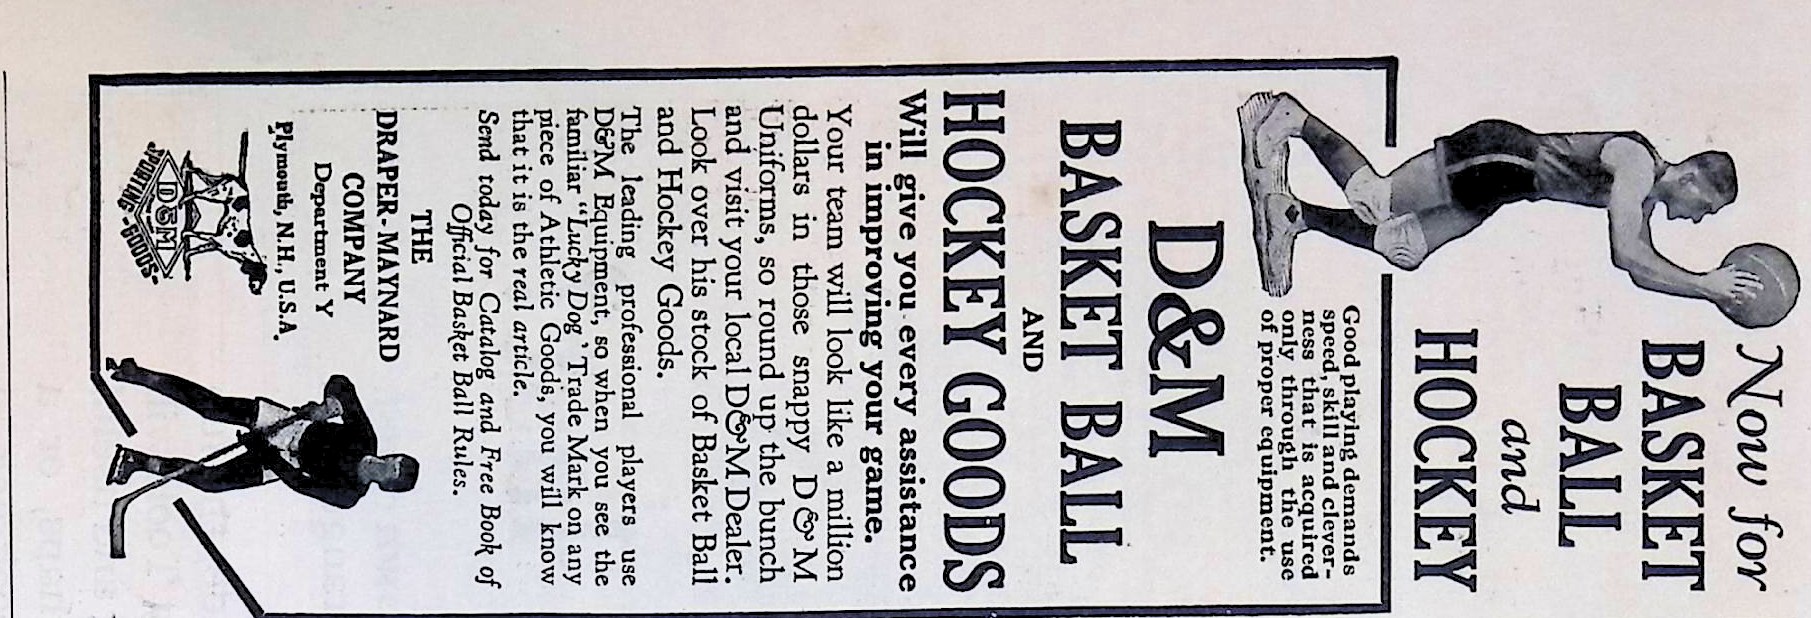 Now for
BASKET
BALL
and
HOCKEY
Good playing demands
speed, skill and clever-
ness that is acquired
only through the use
of proper equipment.
D&M
BASKET BALL
AND
HOCKEY GOODS
Will give you every assistance
in improving your game.
Your team will look like a million
dollars in those snappy D&M
Uniforms, so round up the bunch
and visit your local D&M Dealer.
Look over his stock of Basket Ball
and Hockey Goods.
The leading professional players use
D&M Equipment, so when you see the
familiar "Lucky Dog" Trade Mark on any
piece of Athletic Goods, you will know
that it is the real article.
Send today for Catalog and Free Book of
Official Basket Ball Rules.
THE
DRAPER-MAYNARD
COMPANY
Department Y
Plymouth, N.H., U.S.A.
D&M
SPORTING-GOODS